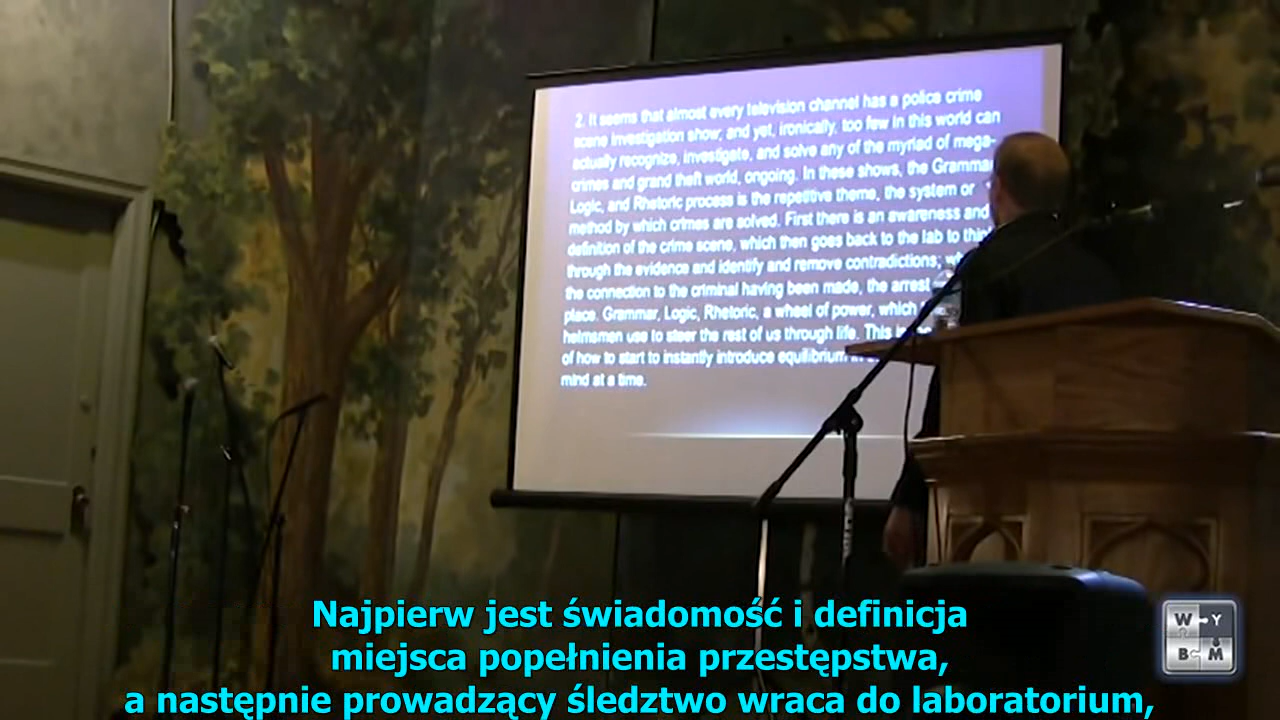 2. It seems that almost every television channel has a police crime
scene investigation show; and yet, ironically, too few in this world can
actually recognize, investigate, and solve any of the myriad of mega-
crimes and grand theft world, ongoing. In these shows, the Grammar
Logic, and Rhetoric process is the repetitive theme, the system or
method by which crimes are solved. First there is an awareness and
definition of the crime scene, which then goes back to the lab to
through the evidence and identify and remove contradictions;
the connection to the criminal having been made, the arrest
place. Grammar, Logic, Rhetoric, a wheel of power, which
helmsmen use to steer the rest of us through life. This is
of how to start to instantly introduce equilibrium
mind at a time.
Najpierw jest świadomość i definicja
miejsca popełnienia przestępstwa,
a następnie prowadzący śledztwo wraca do laboratorium,
W Y
B M